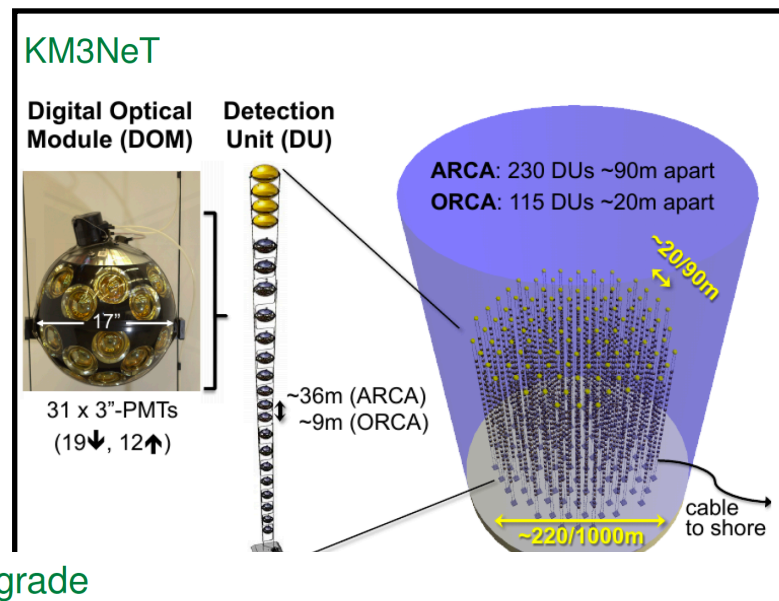 KM3NeT
Digital Optical
Module (DOM)
Detection
Unit (DU)
ARCA: 230 DUs ~90m apart
ORCA: 115 DUs ~20m apart
~20/90m
17”
~36m (ARCA)
~9m (ORCA)
31 x 3”-PMTs
(19🡇, 12🡅)
cable
to shore
~220/1000m
grade